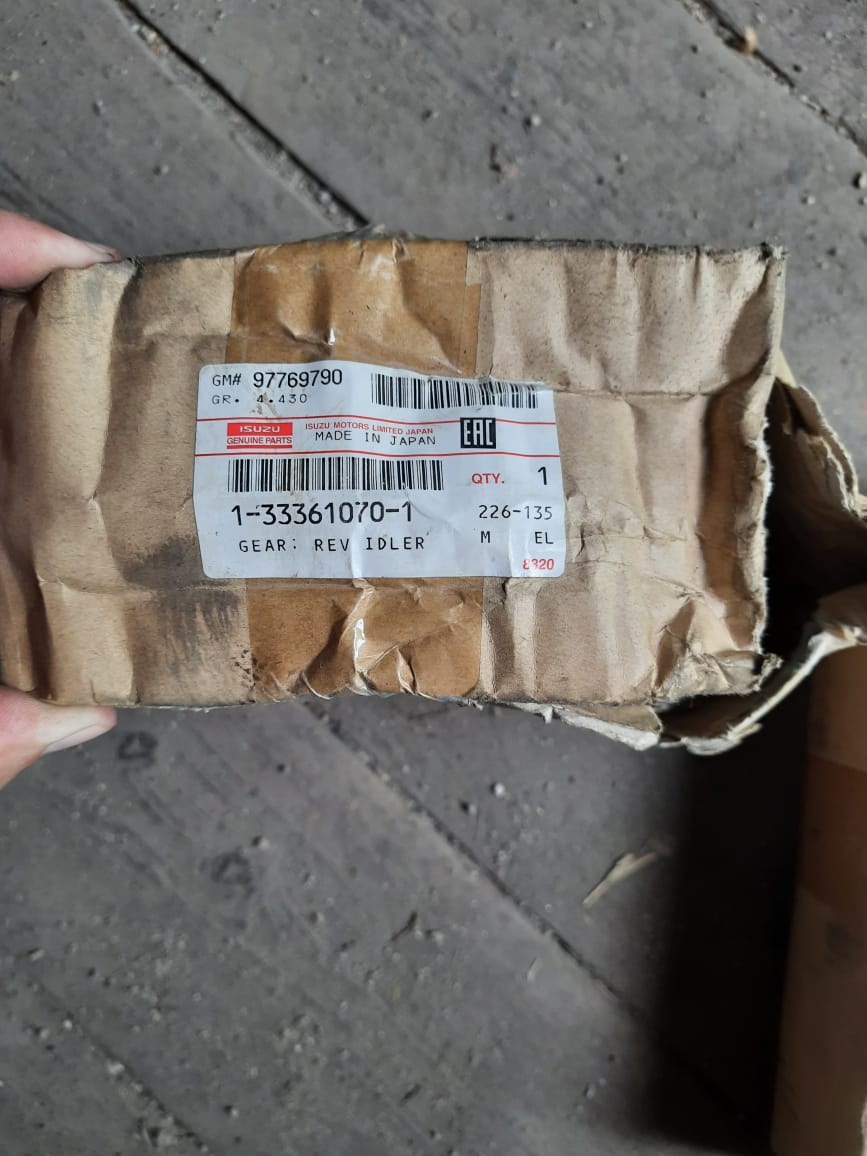 GM# 97769790
GR. 4.430
ISUZU
GENUINE PARTS
ISUZU MOTORS LIMITED JAPAN
MADE IN JAPAN
EAC
QTY. 1
1-33361070-1
226-135
GEAR: REV IDLER
M EL
8320